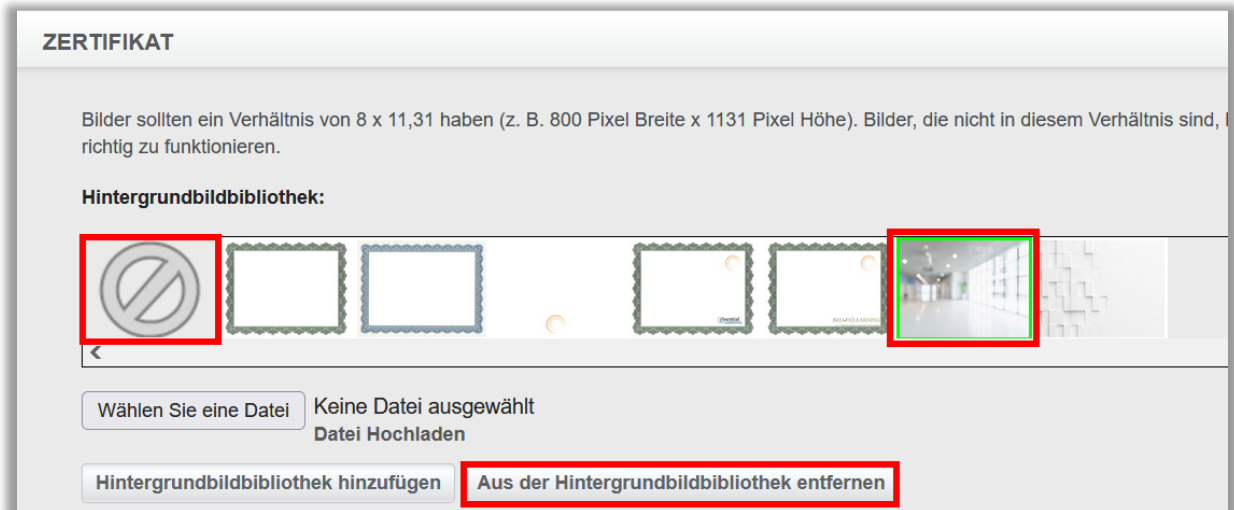 ZERTIFIKAT
Bilder sollten ein Verhältnis von 8 x 11,31 haben (z. B. 800 Pixel Breite x 1131 Pixel Höhe). Bilder, die nicht in diesem Verhältnis sind,
richtig zu funktionieren.
Hintergrundbildbibliothek:
Wählen Sie eine Datei
Keine Datei ausgewählt
Datei Hochladen
Hintergrundbildbibliothek hinzufügen
Aus der Hintergrundbildbibliothek entfernen